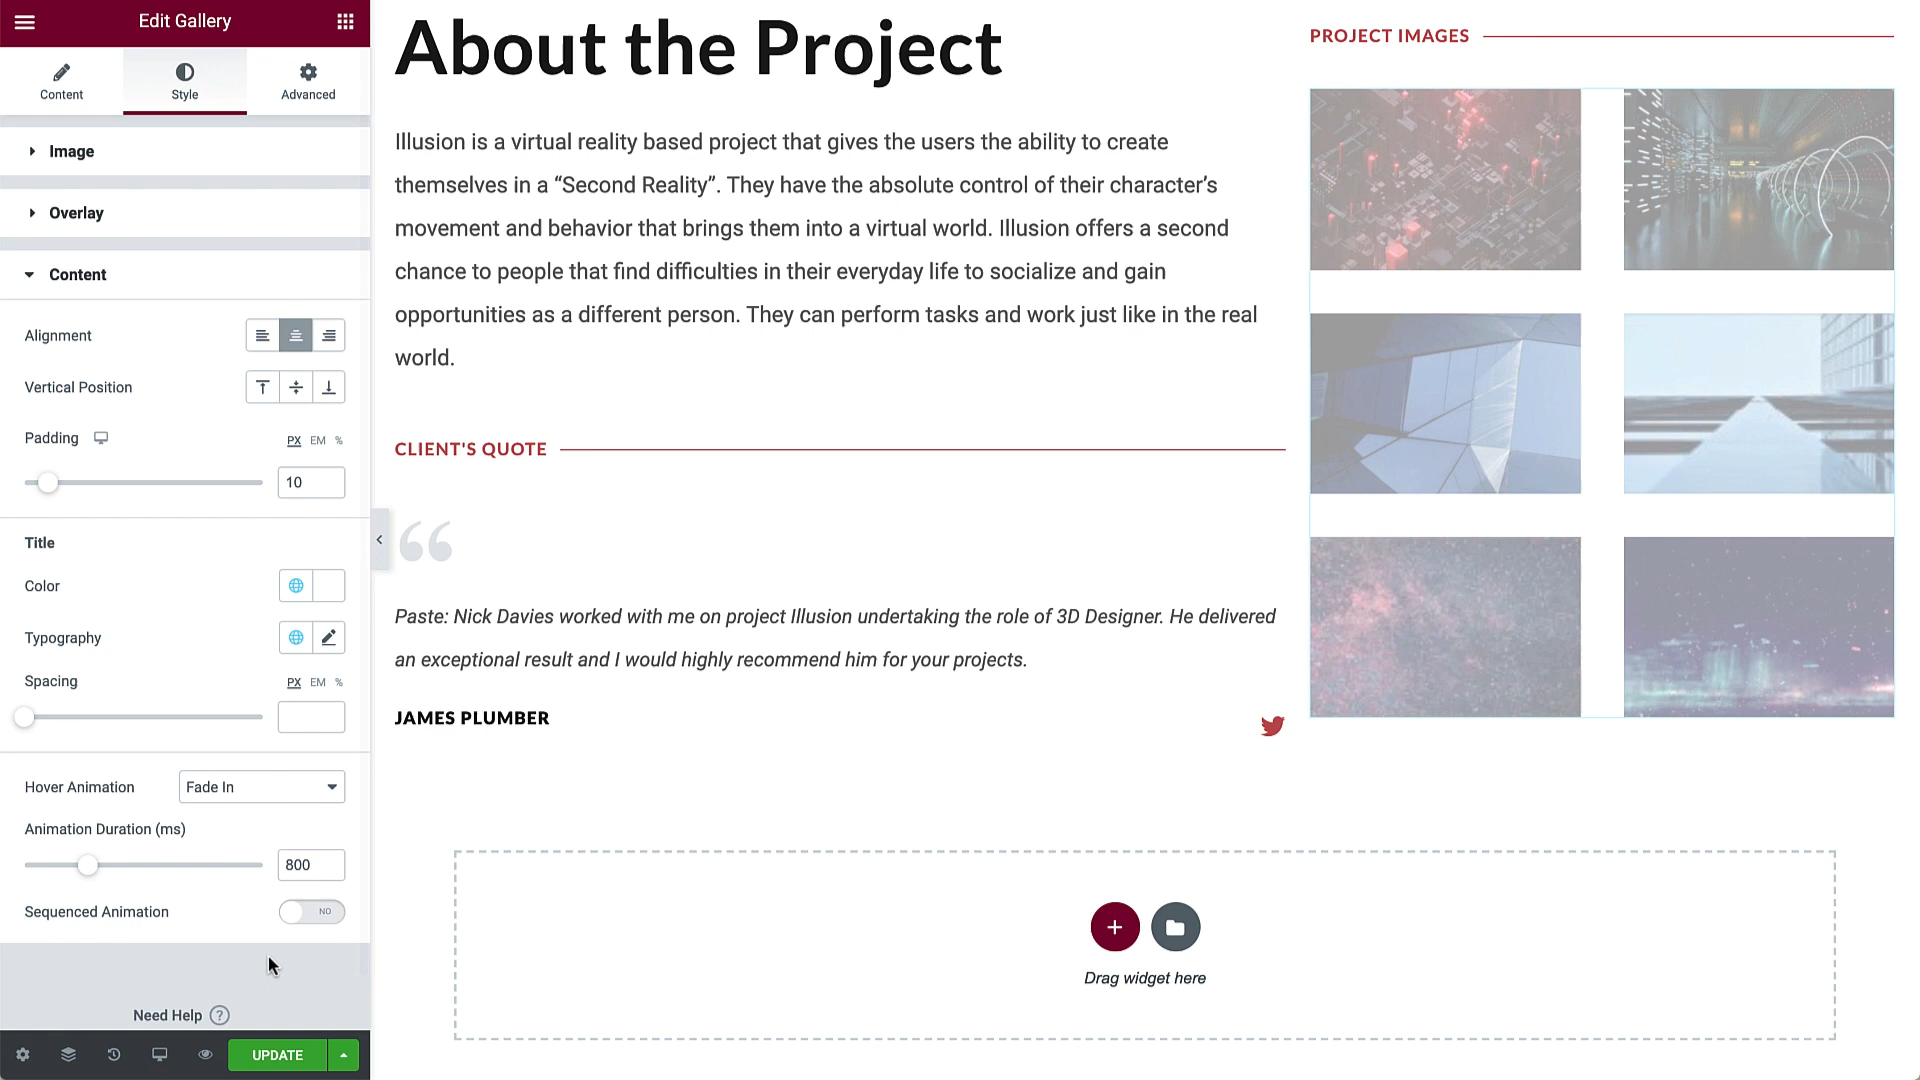 Edit Gallery
Content
Style
Advanced
Image
Overlay
Content
Alignment
Vertical Position
Padding
PX EM %
10
Title
Color
Typography
Spacing
PX EM %
Hover Animation
Fade In
Animation Duration (ms)
800
Sequenced Animation
NO
Need Help ?
UPDATE
About the Project
Illusion is a virtual reality based project that gives the users the ability to create
themselves in a “Second Reality”. They have the absolute control of their character’s
movement and behavior that brings them into a virtual world. Illusion offers a second
chance to people that find difficulties in their everyday life to socialize and gain
opportunities as a different person. They can perform tasks and work just like in the real
world.
CLIENT'S QUOTE
“
Paste: Nick Davies worked with me on project Illusion undertaking the role of 3D Designer. He delivered
an exceptional result and I would highly recommend him for your projects.
JAMES PLUMBER
PROJECT IMAGES
Drag widget here